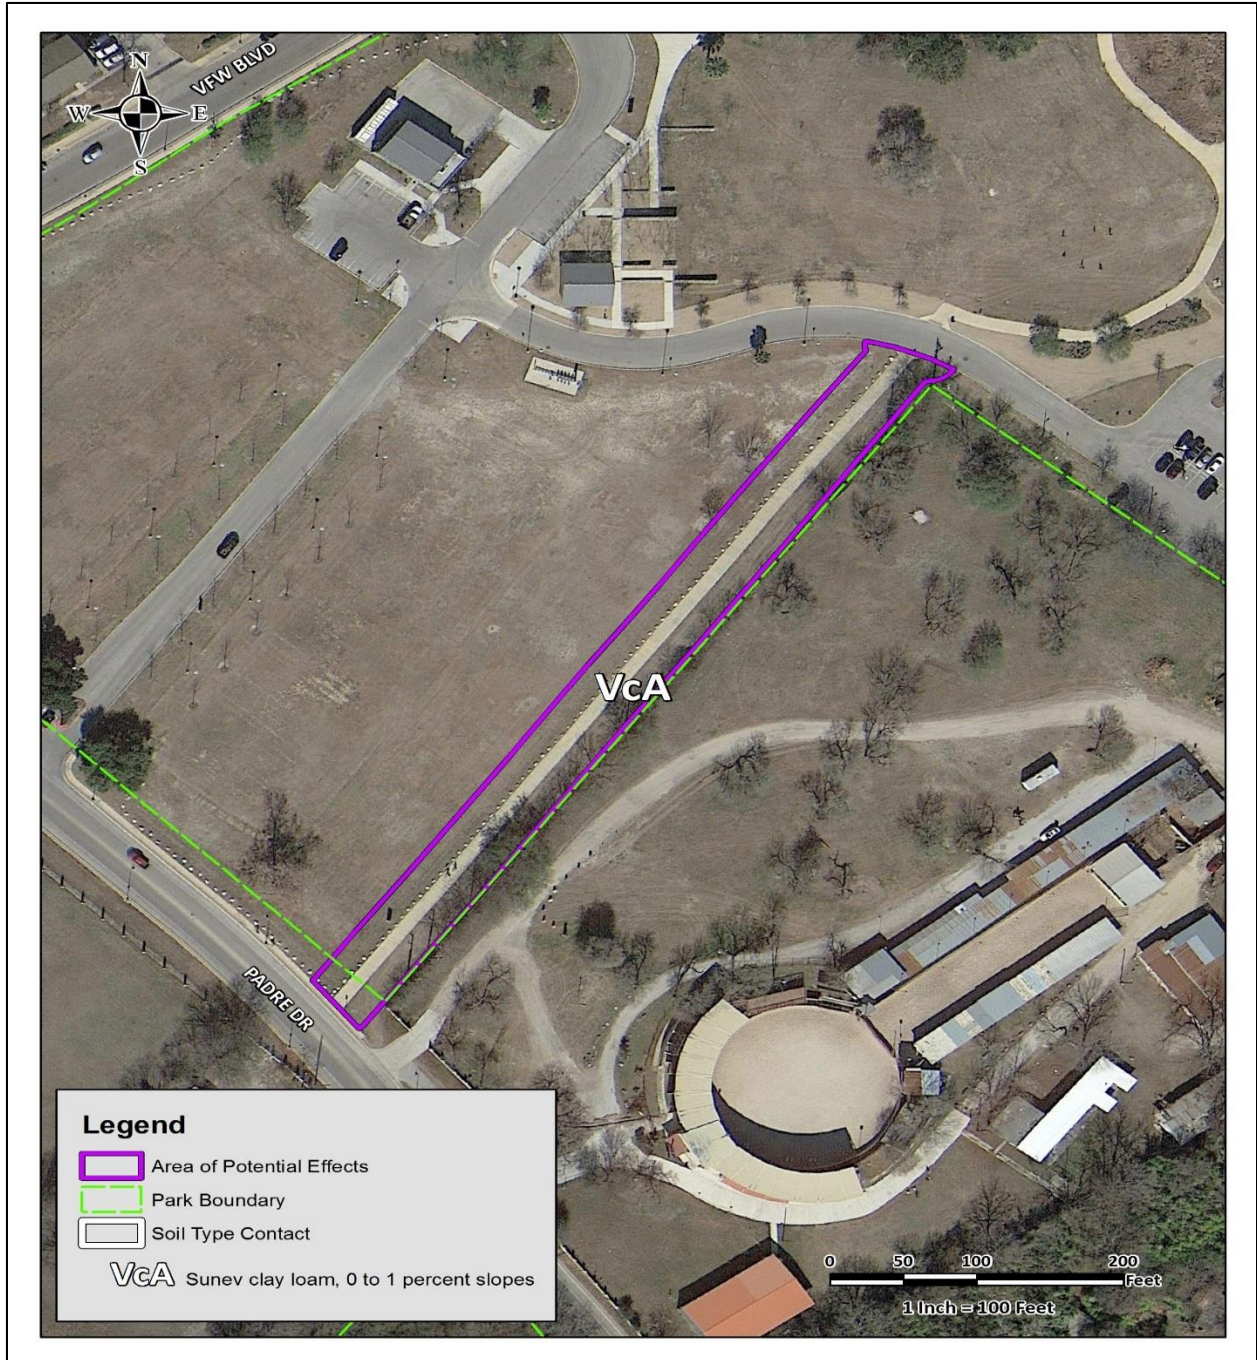 VFW BLVD
N
W E
S
VcA
PADRE DR
Legend
Area of Potential Effects
Park Boundary
Soil Type Contact
VcA Sunev clay loam, 0 to 1 percent slopes
0 50 100 200
Feet
1 Inch = 100 Feet